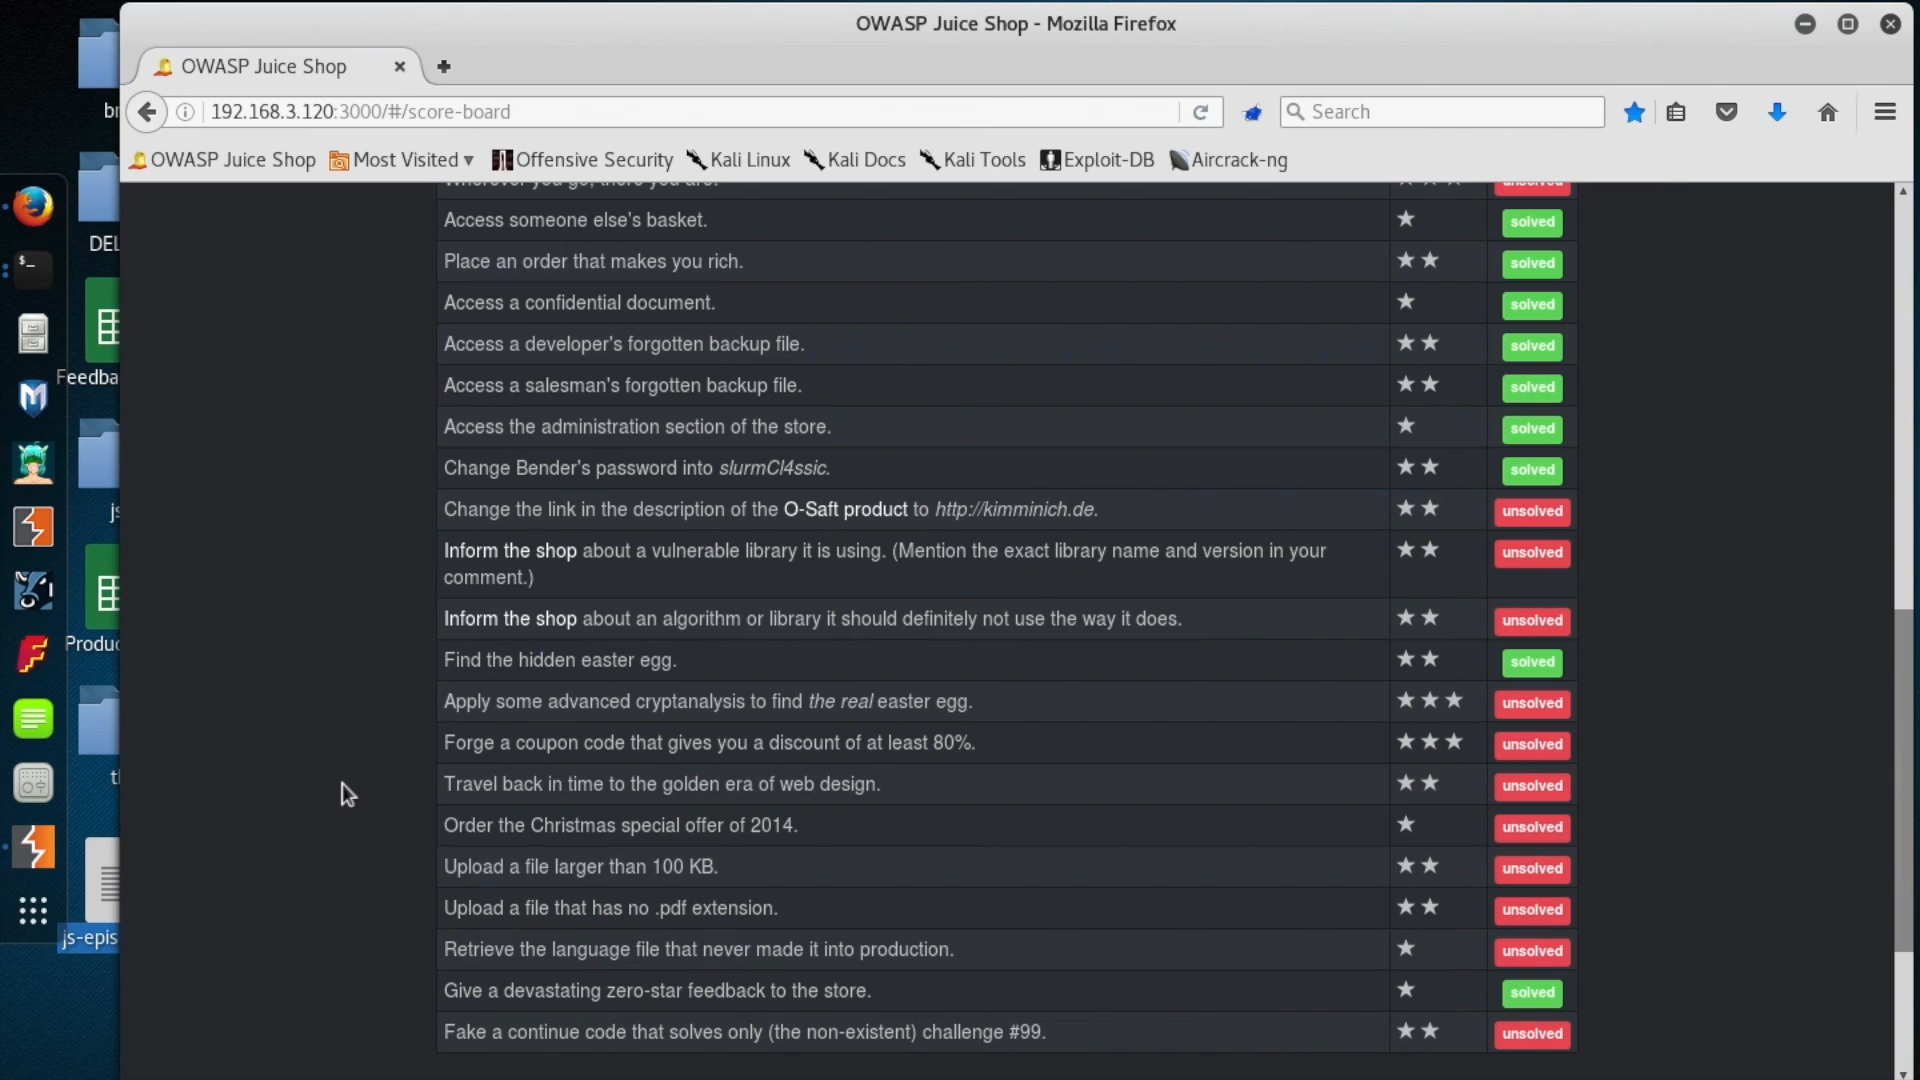 OWASP Juice Shop - Mozilla Firefox
OWASP Juice Shop
192.168.3.120:3000/#/score-board
Search
OWASP Juice Shop Most Visited Offensive Security Kali Linux Kali Docs Kali Tools Exploit-DB Aircrack-ng
Wherever you go, there you are. unsolved
Access someone else's basket. solved
Place an order that makes you rich. solved
Access a confidential document. solved
Access a developer's forgotten backup file. solved
Access a salesman's forgotten backup file. solved
Access the administration section of the store. solved
Change Bender's password into slurmCl4ssic. solved
Change the link in the description of the O-Saft product to http://kimminich.de. unsolved
Inform the shop about a vulnerable library it is using. (Mention the exact library name and version in your unsolved
comment.)
Inform the shop about an algorithm or library it should definitely not use the way it does. unsolved
Find the hidden easter egg. solved
Apply some advanced cryptanalysis to find the real easter egg. unsolved
Forge a coupon code that gives you a discount of at least 80%. unsolved
Travel back in time to the golden era of web design. unsolved
Order the Christmas special offer of 2014. unsolved
Upload a file larger than 100 KB. unsolved
Upload a file that has no .pdf extension. unsolved
Retrieve the language file that never made it into production. unsolved
Give a devastating zero-star feedback to the store. solved
Fake a continue code that solves only (the non-existent) challenge #99. unsolved
br
DEL
Feedba
js
Produc
js-epis